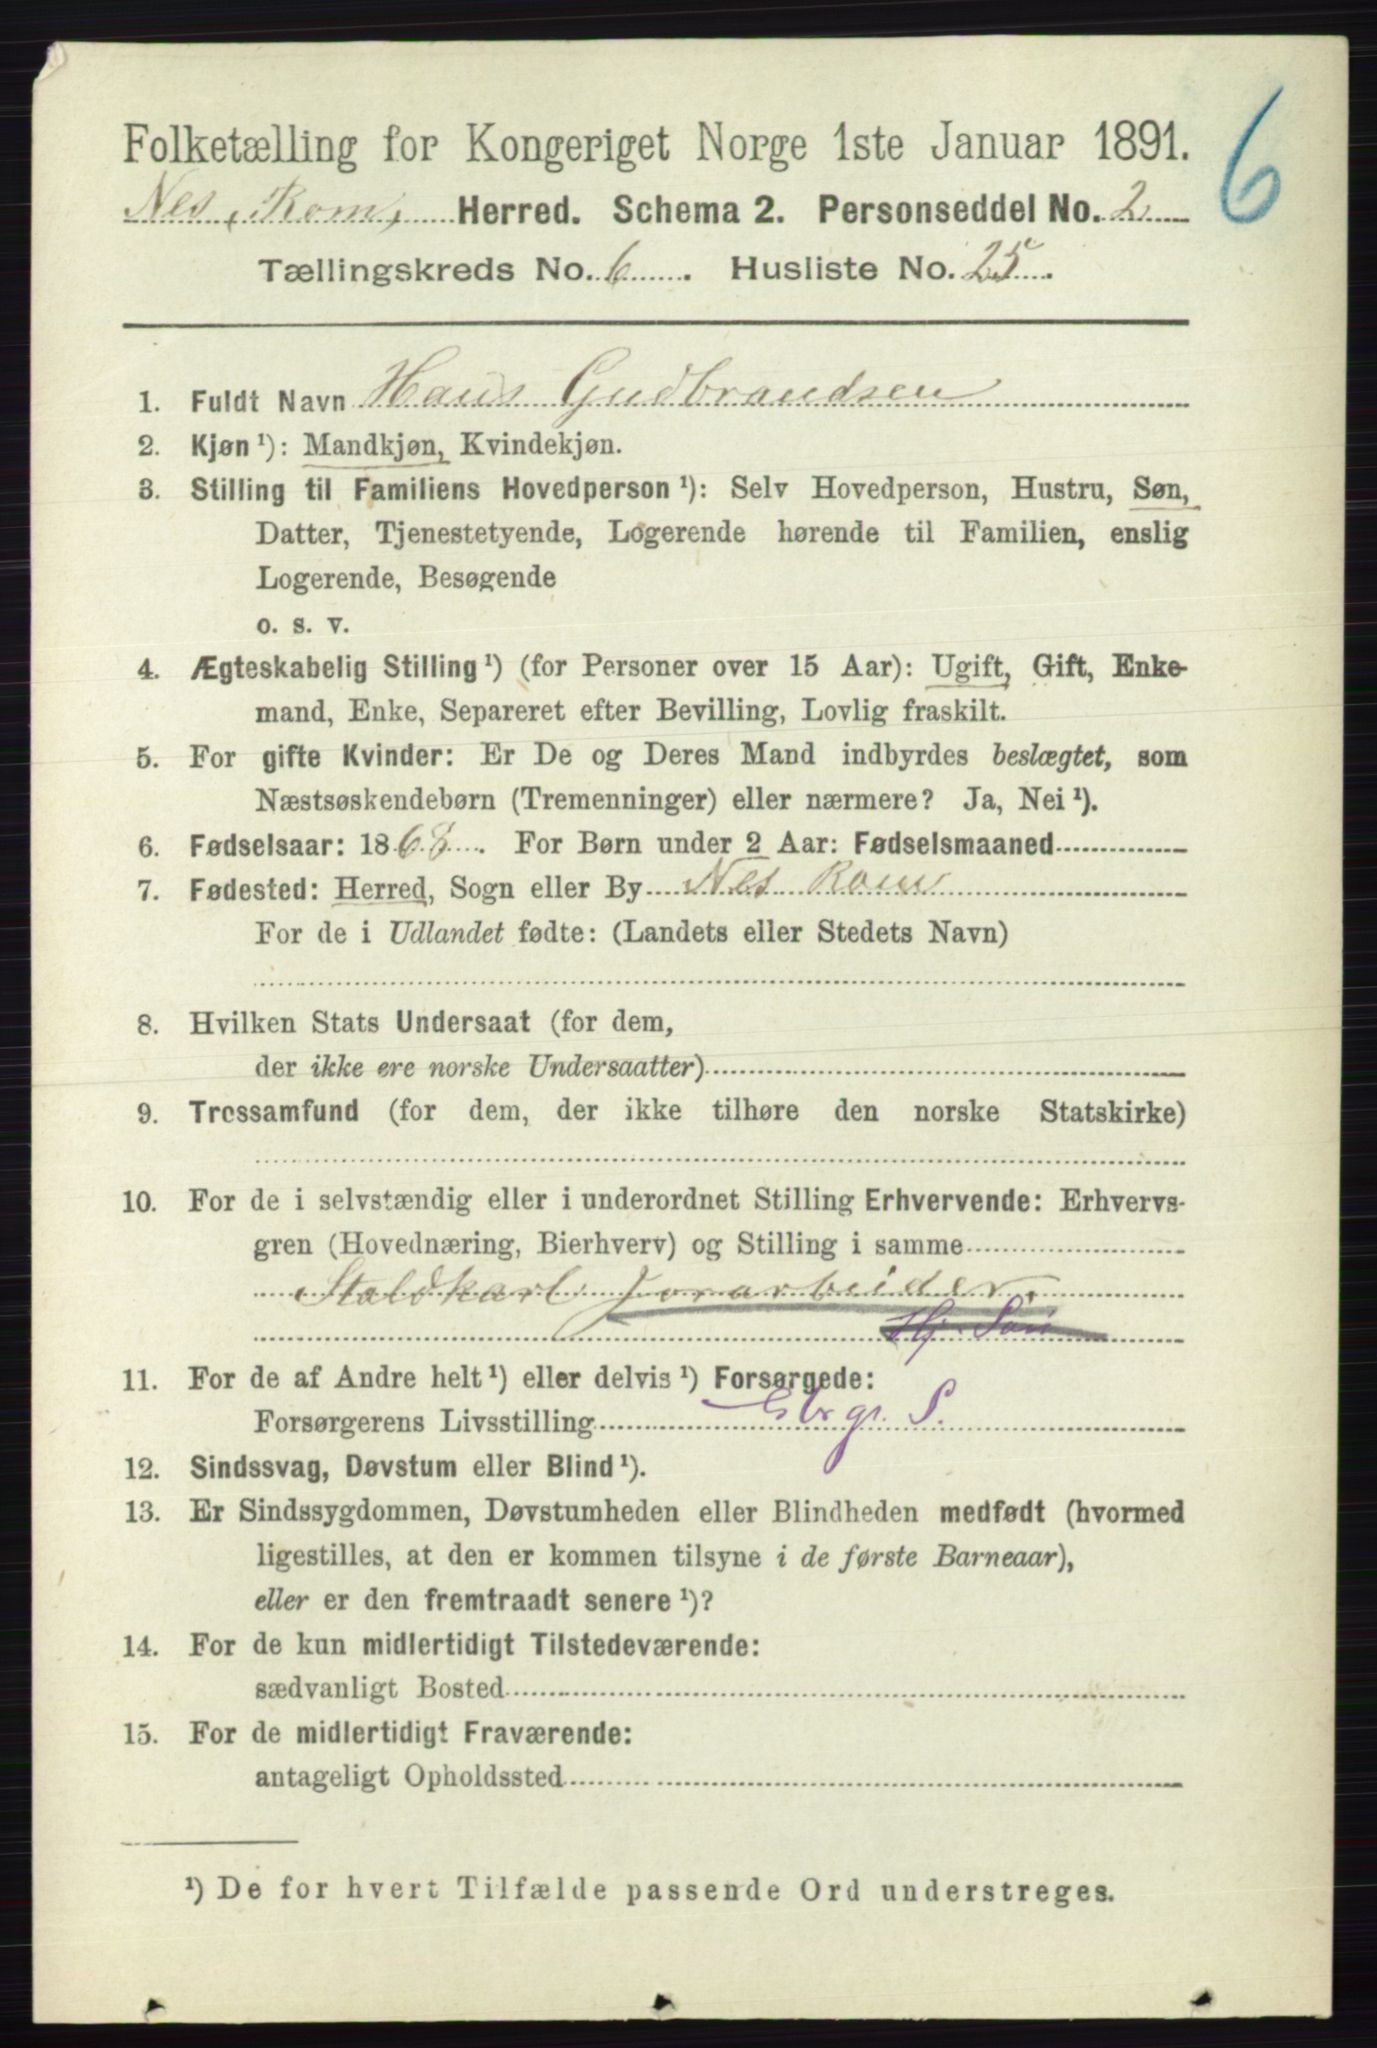 6
Folketælling for Kongeriget Norge 1ste Januar 1891.
Nes, Rom, Herred. Schema 2. Personseddel No. 2
Tællingskreds No. 6. Husliste No. 25.
1. Fuldt Navn Hans Gudbrandsen
2. Kjøn ¹): Mandkjøn, Kvindekjøn.
3. Stilling til Familiens Hovedperson ¹): Selv Hovedperson, Hustru, Søn,
Datter, Tjenestetyende, Logerende hørende til Familien, enslig
Logerende, Besøgende
o. s. v.
4. Ægteskabelig Stilling ¹) (for Personer over 15 Aar): Ugift, Gift, Enke-
mand, Enke, Separeret efter Bevilling, Lovlig fraskilt.
5. For gifte Kvinder: Er De og Deres Mand indbyrdes beslægtet, som
Næstsøskendebørn (Tremenninger) eller nærmere? Ja, Nei ¹).
6. Fødselsaar: 1868. For Børn under 2 Aar: Fødselsmaaned
7. Fødested: Herred, Sogn eller By Nes Rom
For de i Udlandet fødte: (Landets eller Stedets Navn)
8. Hvilken Stats Undersaat (for dem,
der ikke ere norske Undersaatter)
9. Trossamfund (for dem, der ikke tilhøre den norske Statskirke)
10. For de i selvstændig eller i underordnet Stilling Erhvervende: Erhvervs-
gren (Hovednæring, Bierhverv) og Stilling i samme
Staldkarl jorarbeider.
Hj. Søn
11. For de af Andre helt ¹) eller delvis ¹) Forsørgede:
Forsørgerens Livsstilling Gbrgr. S.
12. Sindssvag, Døvstum eller Blind ¹).
13. Er Sindssygdommen, Døvstumheden eller Blindheden medfødt (hvormed
ligestilles, at den er kommen tilsyne i de første Barneaar),
eller er den fremtraadt senere ¹)?
14. For de kun midlertidigt Tilstedeværende:
sædvanligt Bosted
15. For de midlertidigt Fraværende:
antageligt Opholdssted
¹) De for hvert Tilfælde passende Ord understreges.